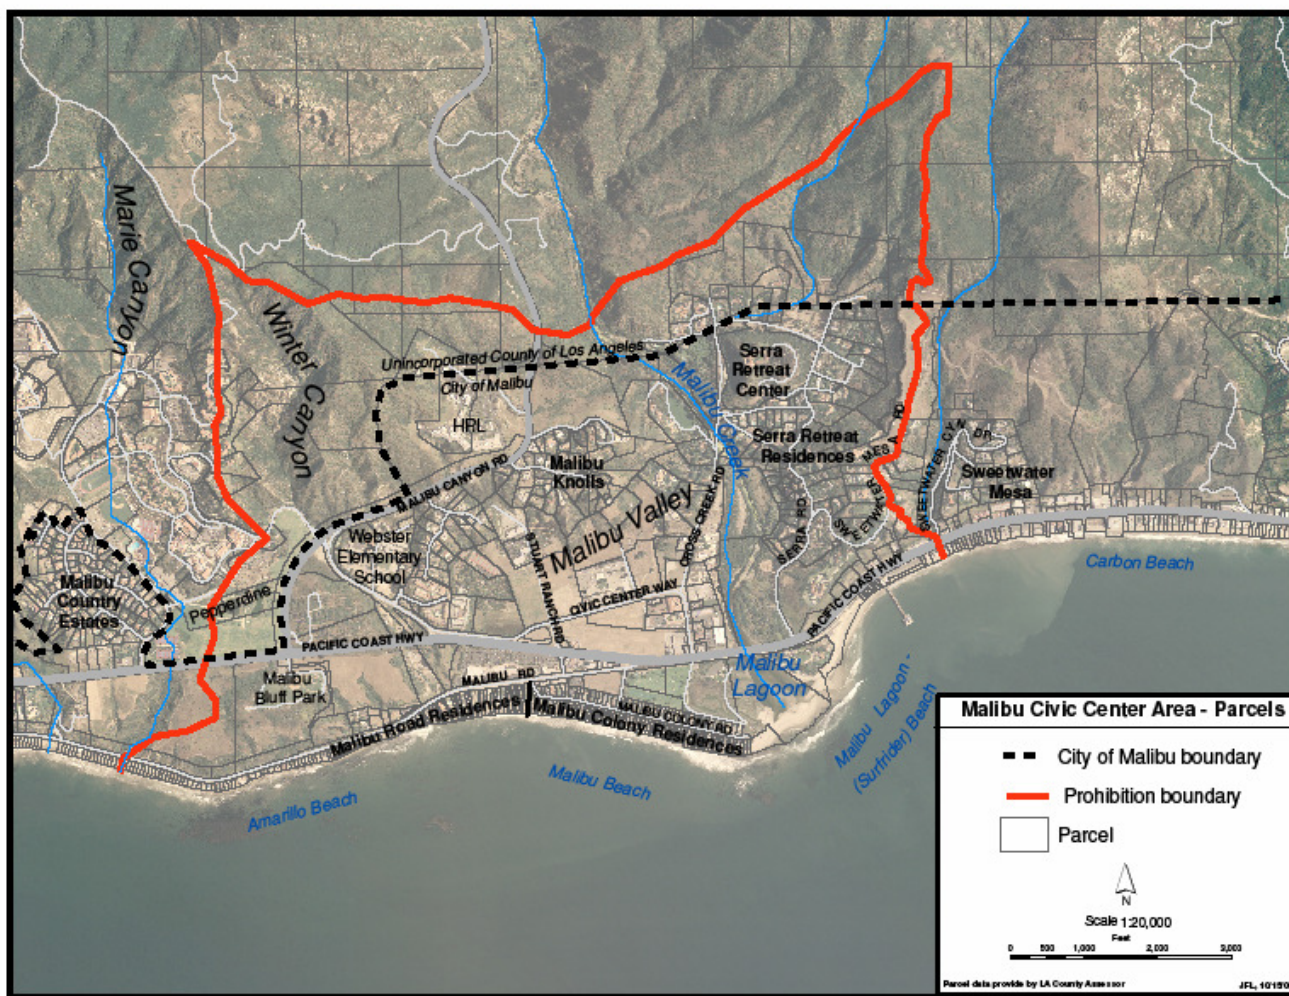 Marie Canyon
Winter Canyon
Unincorporated County of Los Angeles
City of Malibu
HRL
MALIBU CANYON RD
Malibu
Knolls
Malibu Valley
Malibu Creek
CROSS CREEK RD
Serra
Retreat
Center
Serra Retreat
Residences
MESA RD
SWEETWATER
SERRA RD
SWEETWATER CYN DR
Sweetwater
Mesa
Webster
Elementary
School
STUART RANCH RD
CIVIC CENTER WAY
PACIFIC COAST HWY
PACIFIC COAST HWY
Carbon Beach
Malibu
Country
Estates
Pepperdine
Malibu
Bluff Park
MALIBU RD
Malibu Road Residences
Malibu Colony Residences
MALIBU COLONY RD
Malibu
Lagoon
Malibu Lagoon -
(Surfrider) Beach
Malibu Beach
Amarillo Beach
Malibu Civic Center Area - Parcels
City of Malibu boundary
Prohibition boundary
Parcel
N
Scale 1:20,000
Feet
0 500 1,000 2,000 3,000
Parcel data provide by LA County Assessor